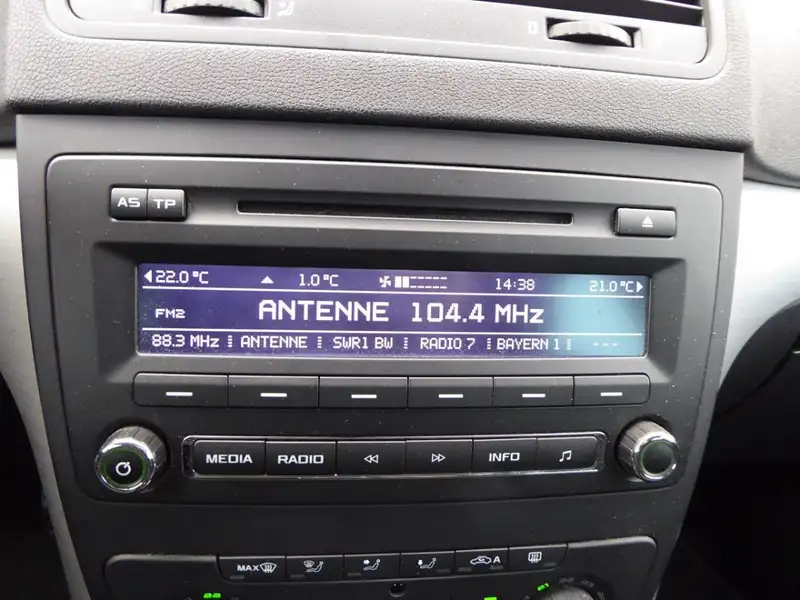 D
AS TP
22.0°C 1.0°C 14:38 21.0°C
FM2 ANTENNE 104.4 MHz
88.3 MHz ANTENNE SWR1 BW RADIO 7 BAYERN 1 ---
MEDIA RADIO INFO
MAX A